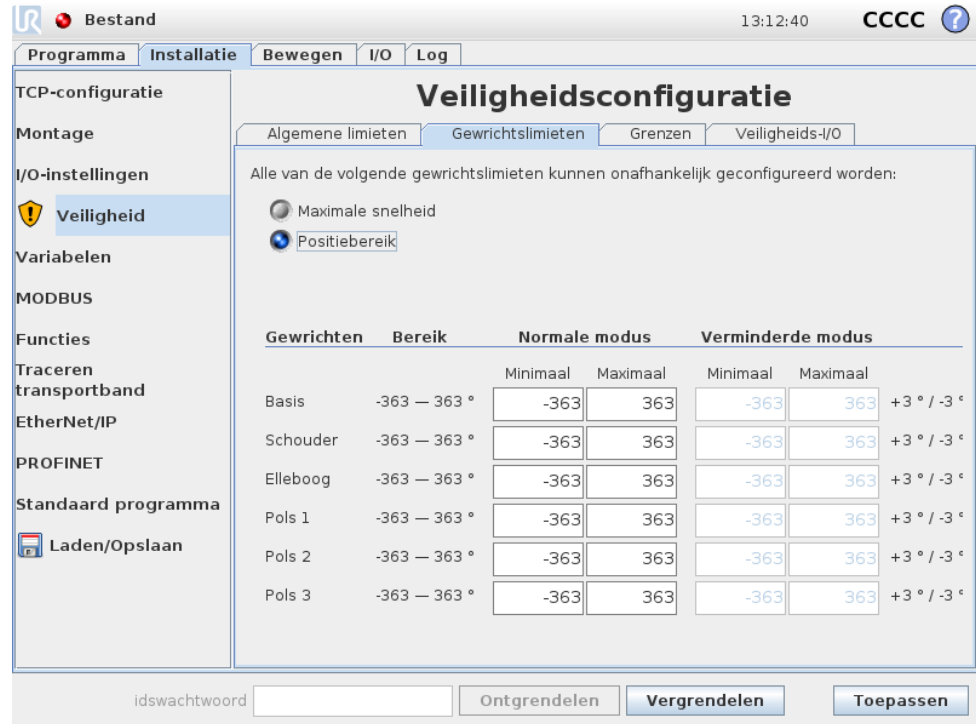 UR Bestand 13:12:40 CCCC ?
Programma Installatie Bewegen I/O Log
TCP-configuratie
Montage
I/O-instellingen
Veiligheid
Variabelen
MODBUS
Functies
Traceren
transportband
EtherNet/IP
PROFINET
Standaard programma
Laden/Opslaan
Veiligheidsconfiguratie
Algemene limieten Gewrichtslimieten Grenzen Veiligheids-I/O
Alle van de volgende gewrichtslimieten kunnen onafhankelijk geconfigureerd worden:
Maximale snelheid
Positiebereik
Gewrichten Bereik Normale modus Verminderde modus
Minimaal Maximaal Minimaal Maximaal
Basis -363 — 363 ° -363 363 -363 363 +3 ° / -3 °
Schouder -363 — 363 ° -363 363 -363 363 +3 ° / -3 °
Elleboog -363 — 363 ° -363 363 -363 363 +3 ° / -3 °
Pols 1 -363 — 363 ° -363 363 -363 363 +3 ° / -3 °
Pols 2 -363 — 363 ° -363 363 -363 363 +3 ° / -3 °
Pols 3 -363 — 363 ° -363 363 -363 363 +3 ° / -3 °
idswachtwoord Ontgrendelen Vergrendelen Toepassen